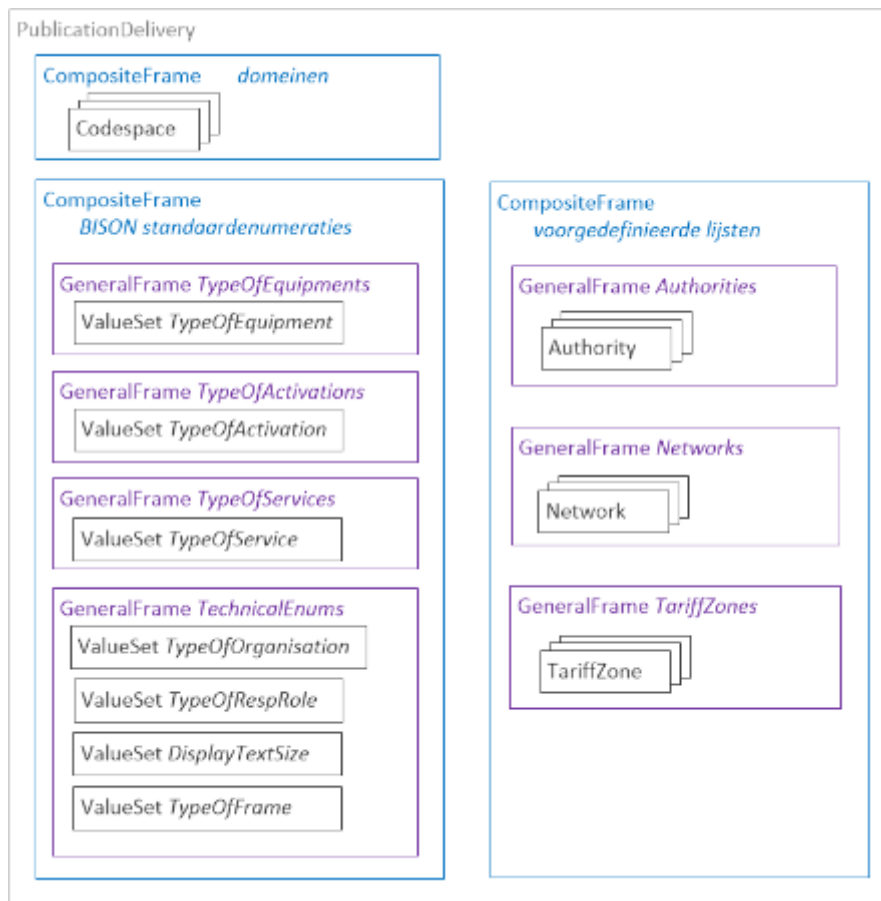 PublicationDelivery
CompositeFrame domeinen
Codespace
CompositeFrame
BISON standaardenumeraties
GeneralFrame TypeOfEquipments
ValueSet TypeOfEquipment
GeneralFrame TypeOfActivations
ValueSet TypeOfActivation
GeneralFrame TypeOfServices
ValueSet TypeOfService
GeneralFrame TechnicalEnums
ValueSet TypeOfOrganisation
ValueSet TypeOfRespRole
ValueSet DisplayTextSize
ValueSet TypeOfFrame
CompositeFrame
voorgedefinieerde lijsten
GeneralFrame Authorities
Authority
GeneralFrame Networks
Network
GeneralFrame TariffZones
TariffZone